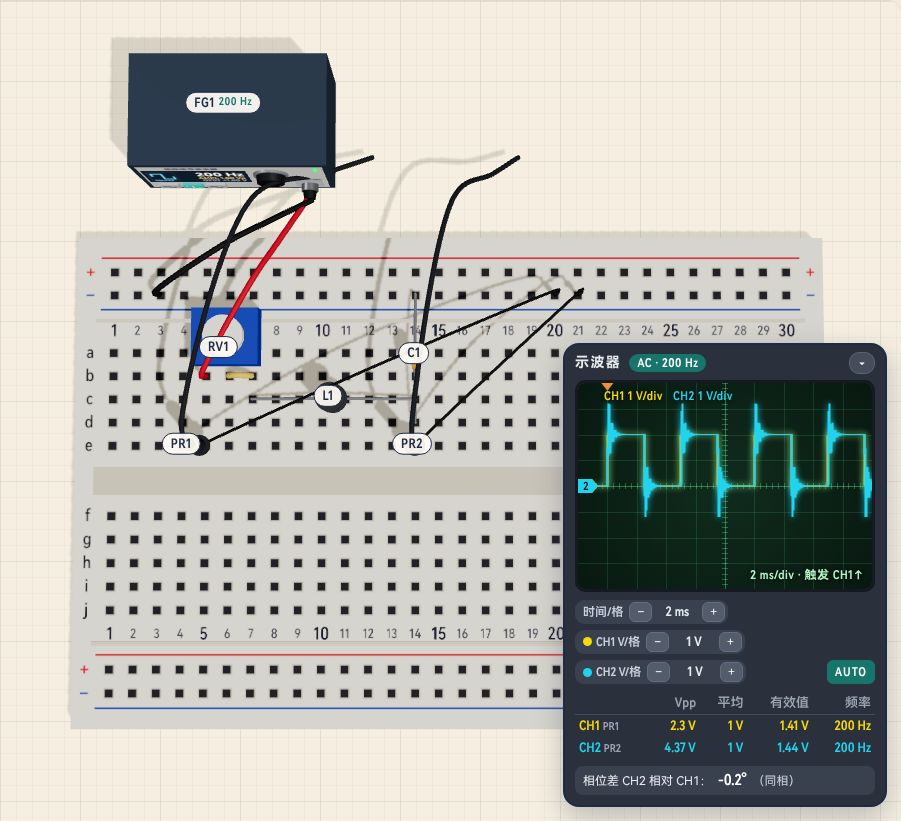 FG1 200 Hz
200 Hz
+ +
− −
1 2 3 4 8 9 10 11 12 13 14 15 16 17 18 19 20 21 22 23 24 25 26 27 28 29 30
a
b
c
d
e
RV1
C1
L1
PR1
PR2
f
g
h
i
j
1 2 3 4 5 6 7 8 9 10 11 12 13 14 15 16 17 18 19 20
+
−
示波器 AC · 200 Hz
CH1 1 V/div CH2 1 V/div
2
2 ms/div · 触发 CH1↑
时间/格 − 2 ms +
CH1 V/格 − 1 V +
CH2 V/格 − 1 V +
AUTO
Vpp 平均 有效值 频率
CH1 PR1 2.3 V 1 V 1.41 V 200 Hz
CH2 PR2 4.37 V 1 V 1.44 V 200 Hz
相位差 CH2 相对 CH1： -0.2° （同相）